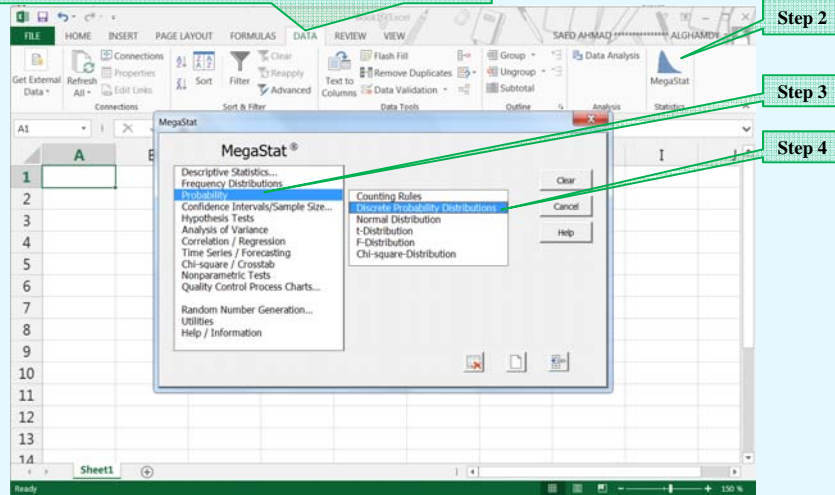 Step 2
Step 3
Step 4
FILE HOME INSERT PAGE LAYOUT FORMULAS DATA REVIEW VIEW SAED AHMAD ALGHAMDI
Get External Data
Refresh All
Connections
Properties
Edit Links
Connections
Sort
Filter
Clear
Reapply
Advanced
Sort & Filter
Text to Columns
Flash Fill
Remove Duplicates
Data Validation
Data Tools
Group
Ungroup
Subtotal
Outline
Data Analysis
Analysis
MegaStat
Statistics
A1
A I
1
2
3
4
5
6
7
8
9
10
11
12
13
14
MegaStat
MegaStat ®
Descriptive Statistics...
Frequency Distributions
Probability
Confidence Intervals/Sample Size...
Hypothesis Tests
Analysis of Variance
Correlation / Regression
Time Series / Forecasting
Chi-square / Crosstab
Nonparametric Tests
Quality Control Process Charts...
Random Number Generation...
Utilities
Help / Information
Counting Rules
Discrete Probability Distributions
Normal Distribution
t-Distribution
F-Distribution
Chi-square-Distribution
Clear
Cancel
Help
Sheet1
Ready
150 %